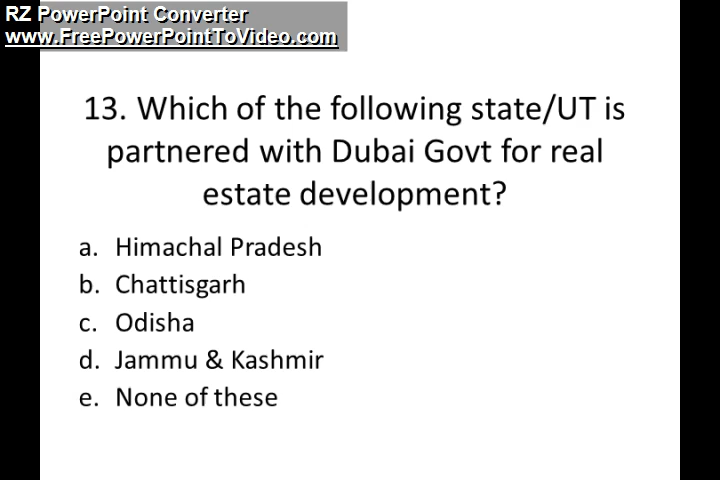 RZ PowerPoint Converter
www.FreePowerPointToVideo.com
13. Which of the following state/UT is
partnered with Dubai Govt for real
estate development?
a. Himachal Pradesh
b. Chattisgarh
c. Odisha
d. Jammu & Kashmir
e. None of these